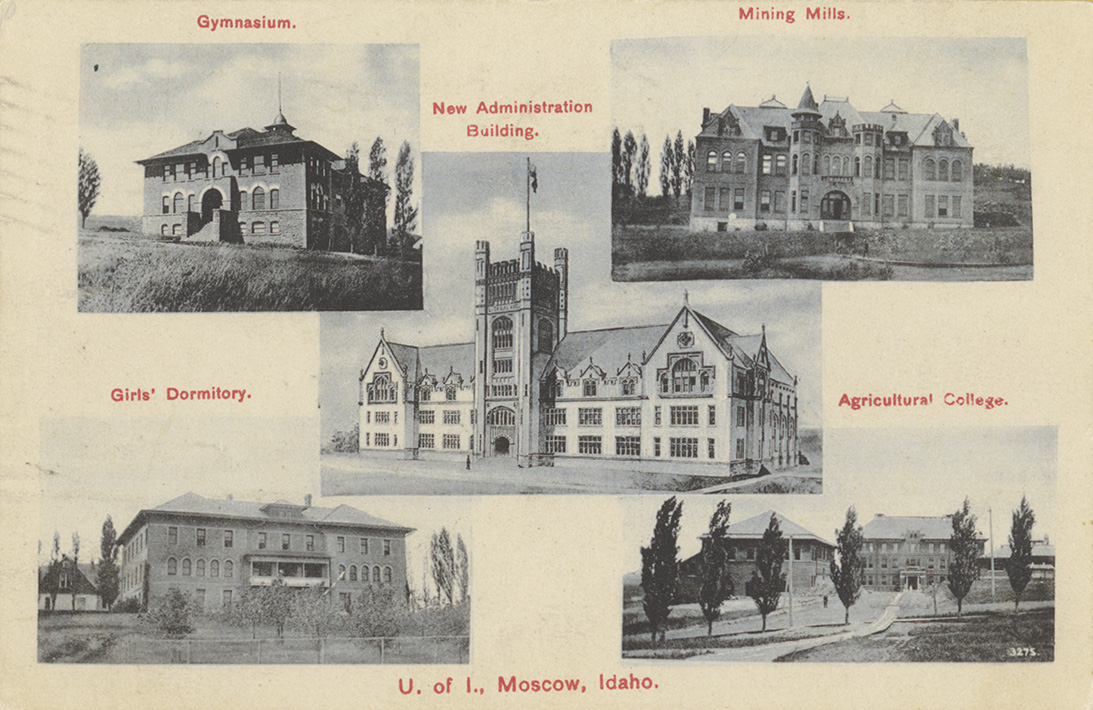 Gymnasium.
Mining Mills.
New Administration
Building.
Girls' Dormitory.
Agricultural College.
3275.
U. of I., Moscow, Idaho.